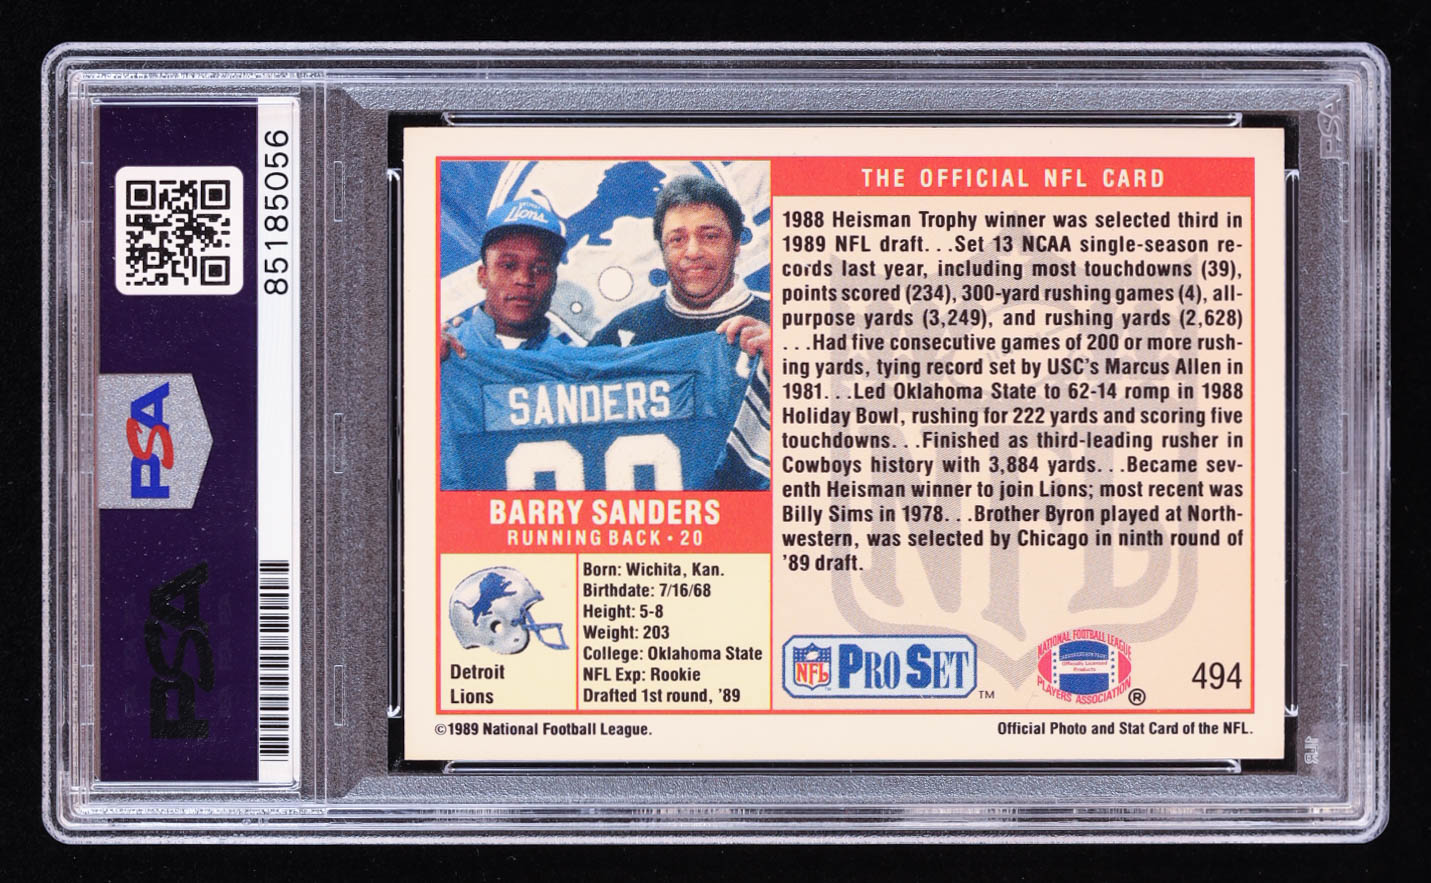 85185056
PSA
PSA
PSA
Lions
SANDERS
20
BARRY SANDERS
RUNNING BACK • 20
Detroit
Lions
Born: Wichita, Kan.
Birthdate: 7/16/68
Height: 5-8
Weight: 203
College: Oklahoma State
NFL Exp: Rookie
Drafted 1st round, '89
©1989 National Football League.
THE OFFICIAL NFL CARD
1988 Heisman Trophy winner was selected third in
1989 NFL draft. . .Set 13 NCAA single-season re-
cords last year, including most touchdowns (39),
points scored (234), 300-yard rushing games (4), all-
purpose yards (3,249), and rushing yards (2,628)
. . .Had five consecutive games of 200 or more rush-
ing yards, tying record set by USC's Marcus Allen in
1981. . .Led Oklahoma State to 62-14 romp in 1988
Holiday Bowl, rushing for 222 yards and scoring five
touchdowns. . .Finished as third-leading rusher in
Cowboys history with 3,884 yards. . .Became sev-
enth Heisman winner to join Lions; most recent was
Billy Sims in 1978. . .Brother Byron played at North-
western, was selected by Chicago in ninth round of
'89 draft.
NFL
NFL
PRO SET
™
NATIONAL FOOTBALL LEAGUE
Officially Licensed
Products
PLAYERS ASSOCIATION
®
494
Official Photo and Stat Card of the NFL.